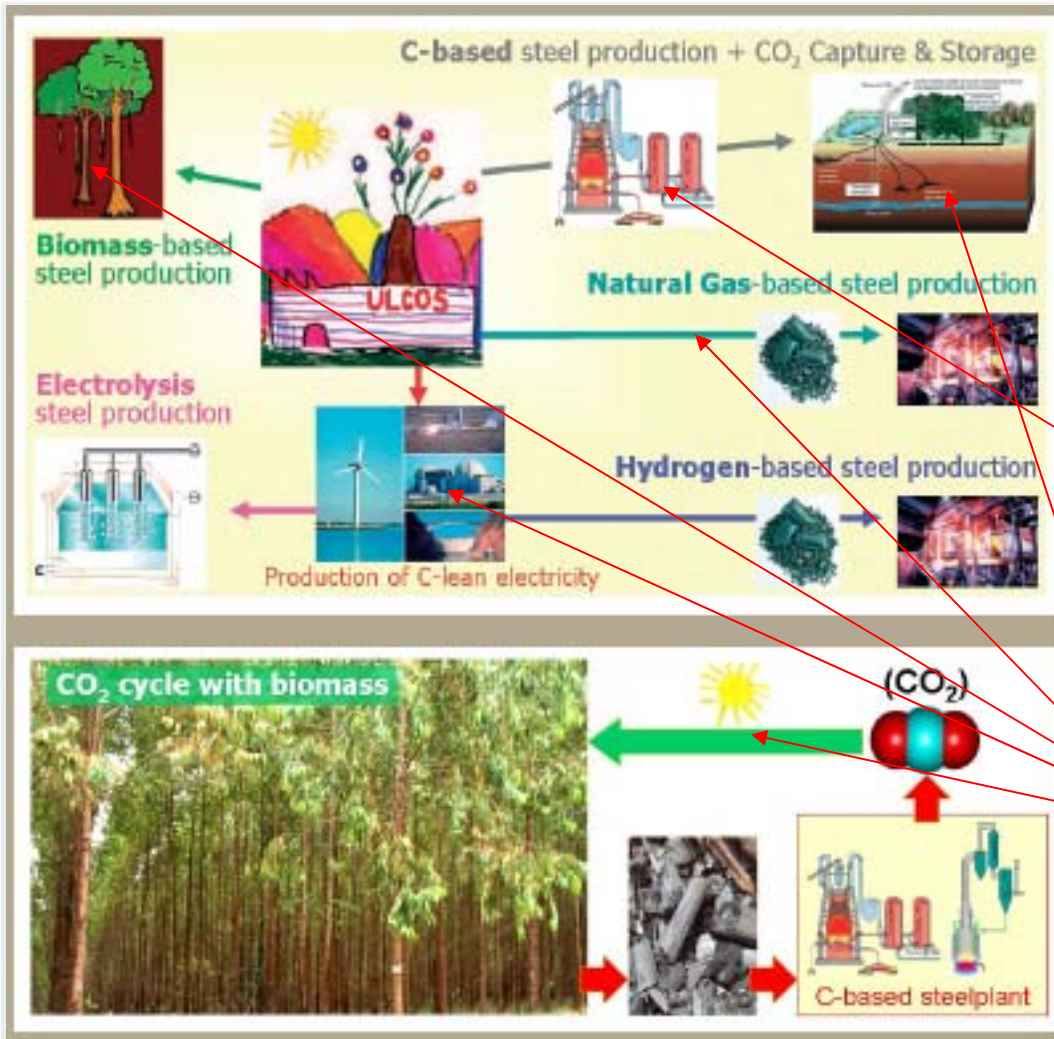 C-based steel production + CO₂ Capture & Storage
Biomass-based
steel production
ULCOS
Natural Gas-based steel production
Electrolysis
steel production
Hydrogen-based steel production
Production of C-lean electricity
CO₂ cycle with biomass
(CO₂)
C-based steelplant